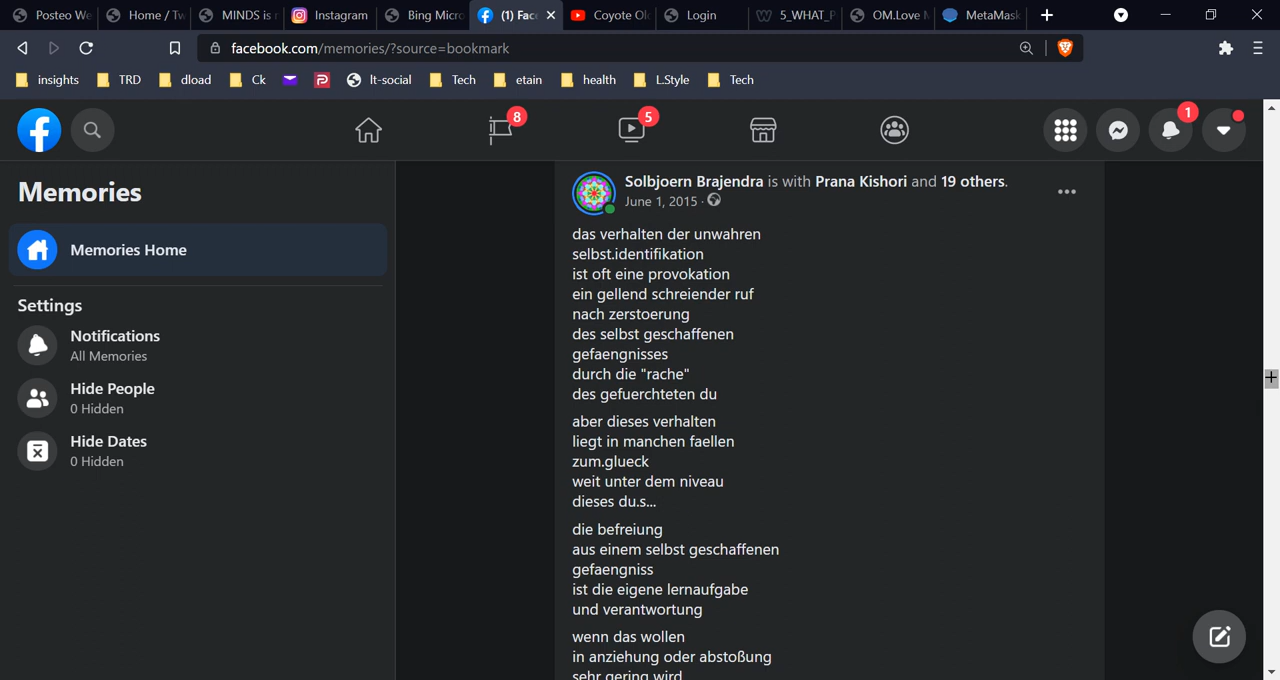 Posteo We
Home / Tw
MINDS is r
Instagram
Bing Micro
(1) Fac
Coyote Ol
Login
5_WHAT_P
OM.Love M
MetaMask
facebook.com/memories/?source=bookmark
insights
TRD
dload
Ck
lt-social
Tech
etain
health
L.Style
Tech
8
5
1
Memories
Memories Home
Settings
Notifications
All Memories
Hide People
0 Hidden
Hide Dates
0 Hidden
Solbjoern Brajendra is with Prana Kishori and 19 others.
June 1, 2015 ·
das verhalten der unwahren
selbst.identifikation
ist oft eine provokation
ein gellend schreiender ruf
nach zerstoerung
des selbst geschaffenen
gefaengnisses
durch die "rache"
des gefuerchteten du
aber dieses verhalten
liegt in manchen faellen
zum.glueck
weit unter dem niveau
dieses du.s...
die befreiung
aus einem selbst geschaffenen
gefaengniss
ist die eigene lernaufgabe
und verantwortung
wenn das wollen
in anziehung oder abstoßung
sehr gering wird